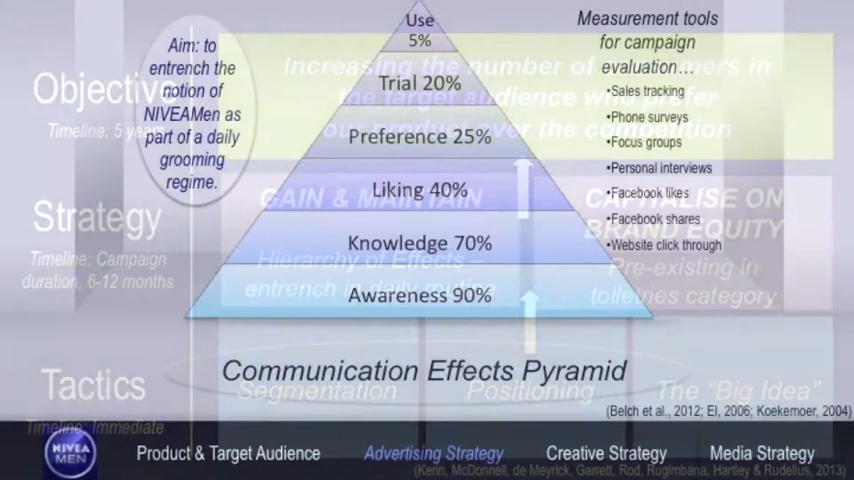 Use
5%
Trial 20%
Preference 25%
Liking 40%
Knowledge 70%
Awareness 90%
Communication Effects Pyramid
Aim: to
entrench the
notion of
NIVEAMen as
part of a daily
grooming
regime.
Measurement tools
for campaign
evaluation…
•Sales tracking
•Phone surveys
•Focus groups
•Personal interviews
•Facebook likes
•Facebook shares
•Website click through
(Belch et al., 2012; EI, 2006; Koekemoer, 2004)
Objective
Timeline: 5 years
Increasing the number of customers in
the target audience who prefer
our product over the competition
Strategy
Timeline: Campaign
duration, 6-12 months
GAIN & MAINTAIN
Hierarchy of Effects –
entrench in daily routine
CAPITALISE ON
BRAND EQUITY
Pre-existing in
toiletries category
Tactics
Timeline: Immediate
Segmentation
Positioning
The “Big Idea”
NIVEA
MEN
Product & Target Audience
Advertising Strategy
Creative Strategy
Media Strategy
(Kerin, McDonnell, de Meyrick, Garrett, Rod, Rugimbana, Hartley & Rudelius, 2013)